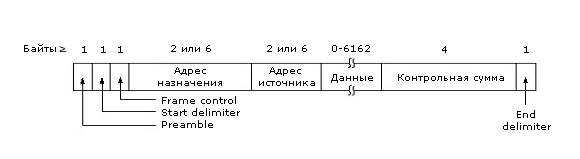 Байты ≥ 1 1 1 2 или 6 2 или 6 0-6162 4 1
Адрес назначения
Адрес источника
Данные
Контрольная сумма
Frame control
Start delimiter
Preamble
End delimiter